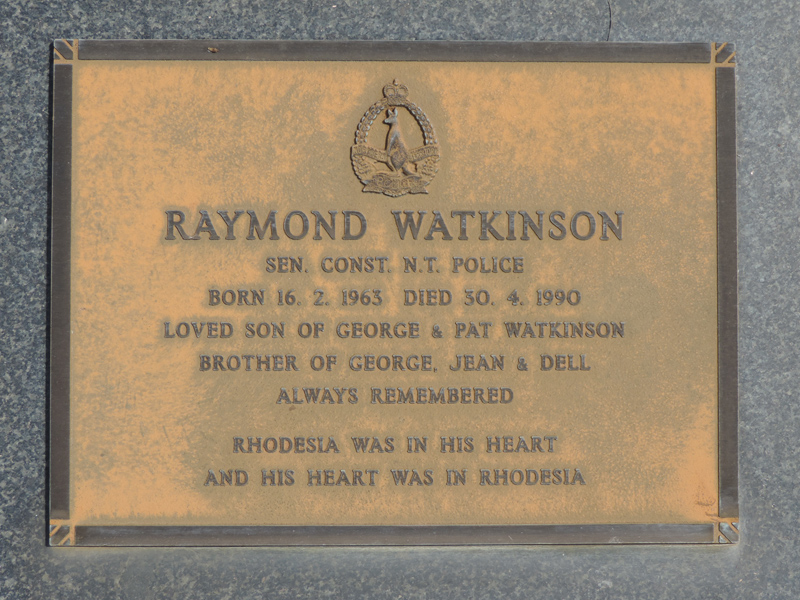 RAYMOND WATKINSON
SEN. CONST. N.T. POLICE
BORN 16. 2. 1963 DIED 30. 4. 1990
LOVED SON OF GEORGE & PAT WATKINSON
BROTHER OF GEORGE, JEAN & DELL
ALWAYS REMEMBERED
RHODESIA WAS IN HIS HEART
AND HIS HEART WAS IN RHODESIA